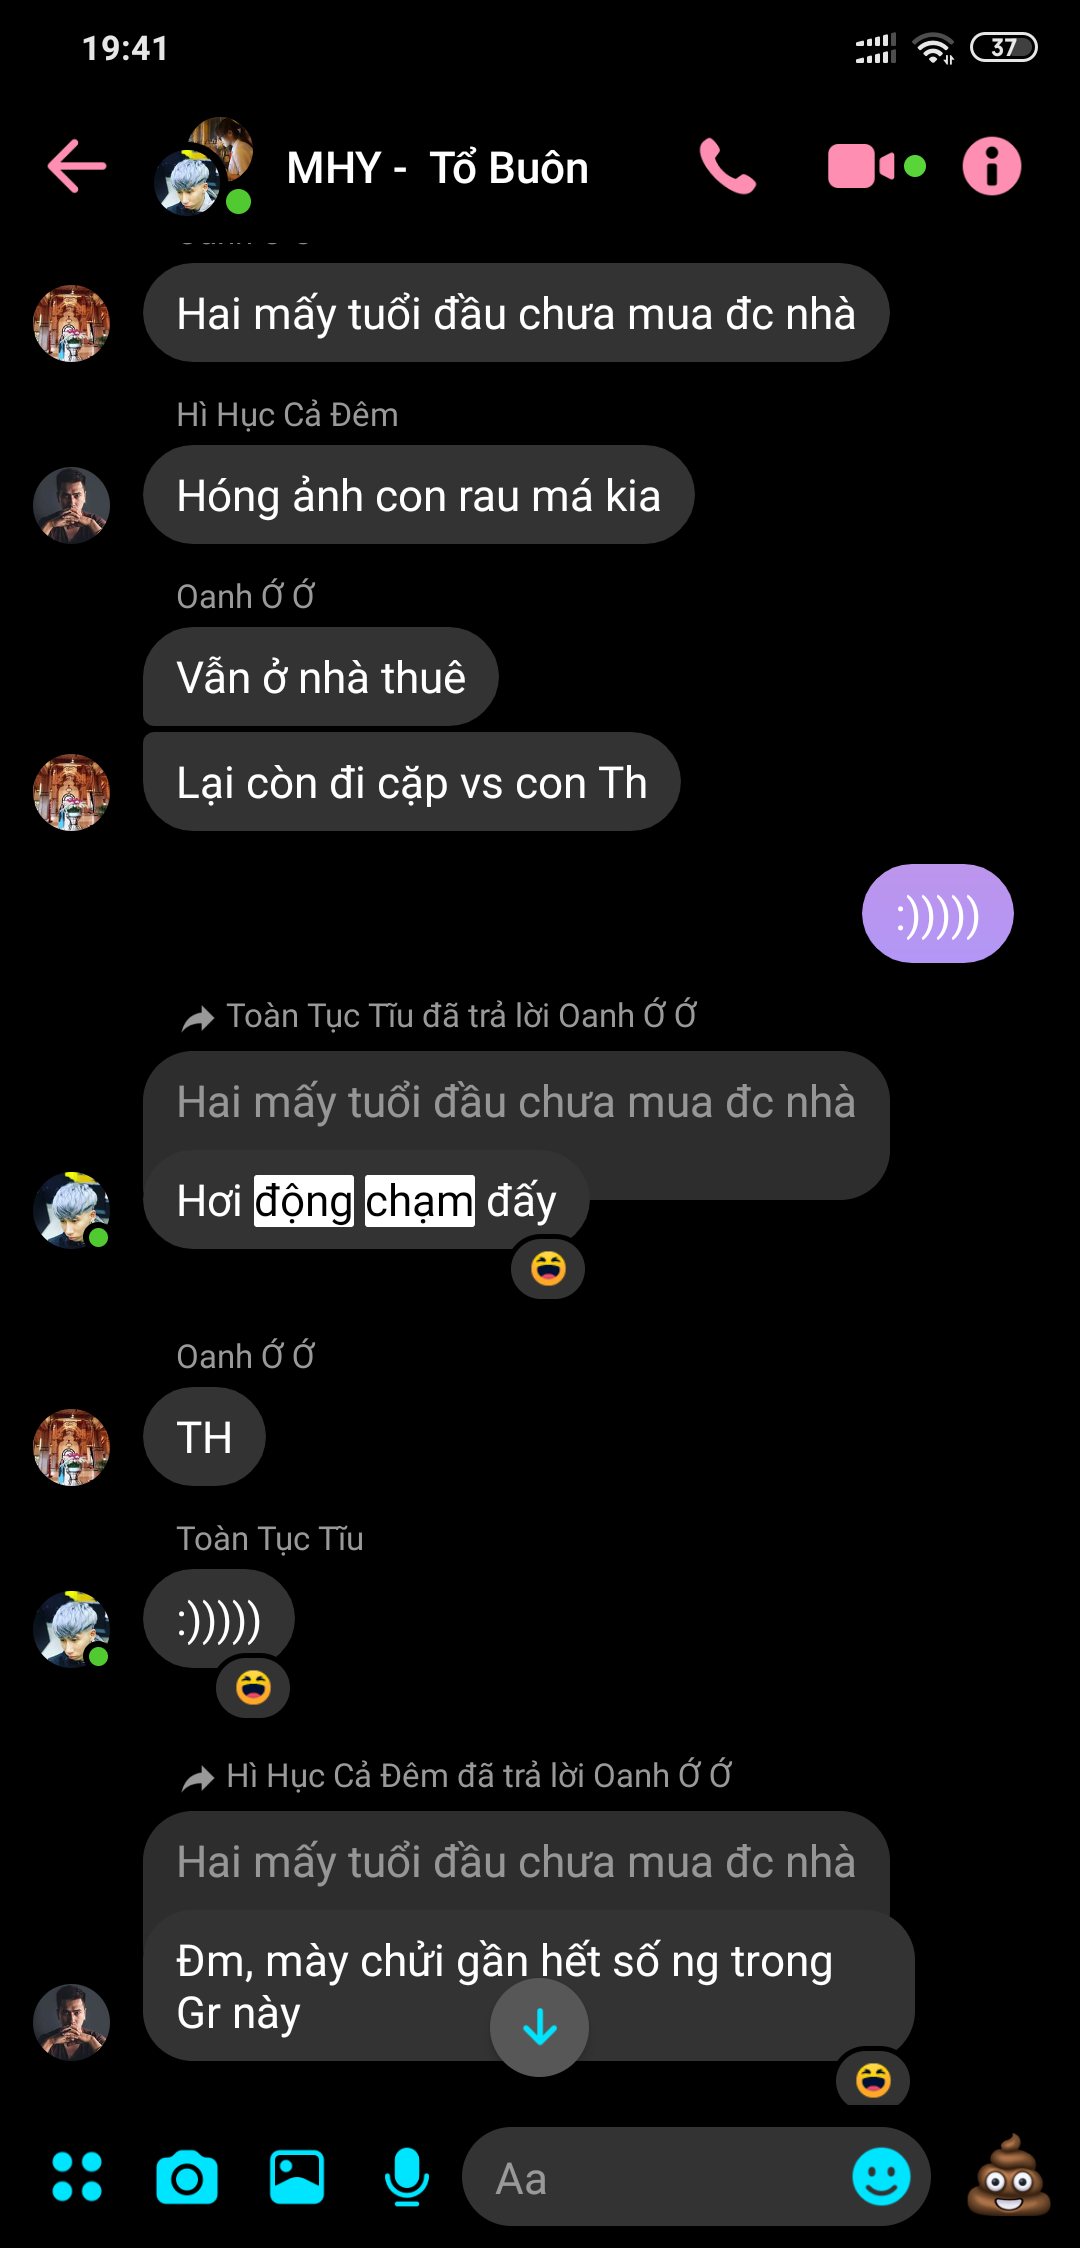 19:41
37
MHY - Tổ Buôn
Hai mấy tuổi đầu chưa mua đc nhà
Hì Hục Cả Đêm
Hóng ảnh con rau má kia
Oanh Ớ Ớ
Vẫn ở nhà thuê
Lại còn đi cặp vs con Th
:)))))
Toàn Tục Tĩu đã trả lời Oanh Ớ Ớ
Hai mấy tuổi đầu chưa mua đc nhà
Hơi động chạm đấy
Oanh Ớ Ớ
TH
Toàn Tục Tĩu
:)))))
Hì Hục Cả Đêm đã trả lời Oanh Ớ Ớ
Hai mấy tuổi đầu chưa mua đc nhà
Đm, mày chửi gần hết số ng trong
Gr này
Aa